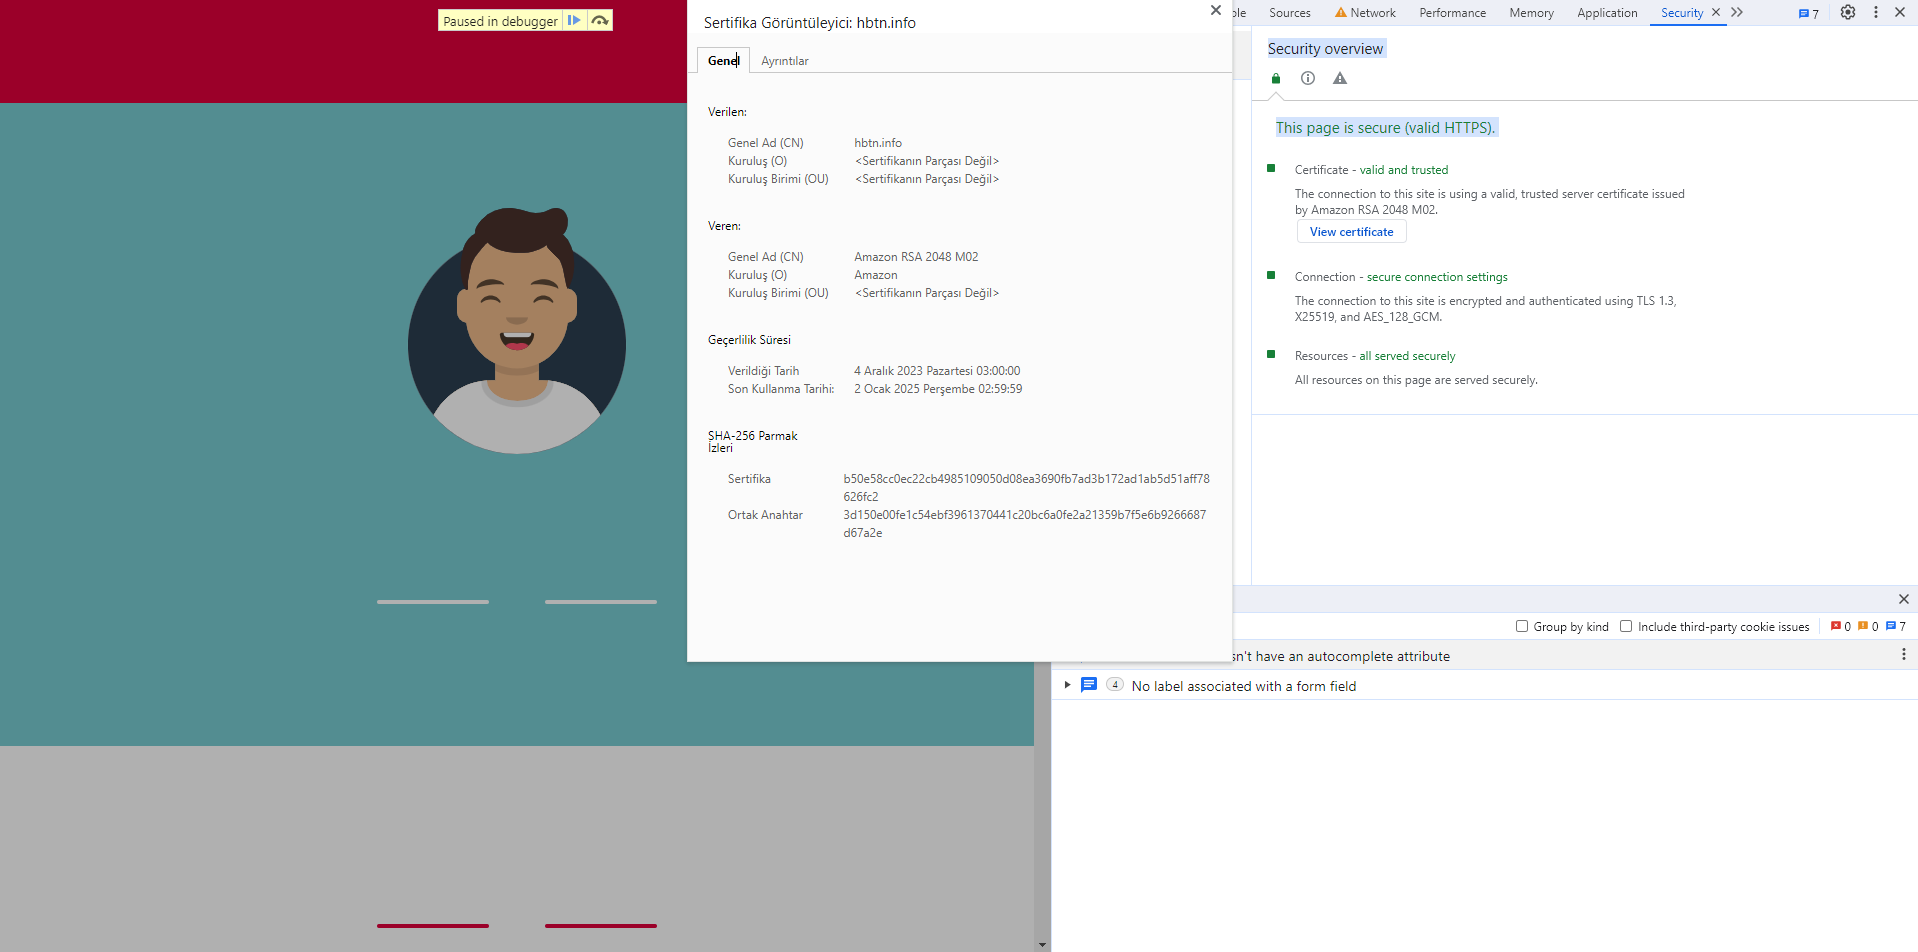 Paused in debugger
Sertifika Görüntüleyici: hbtn.info
Genel
Ayrıntılar
Verilen:
Genel Ad (CN) hbtn.info
Kuruluş (O) <Sertifikanın Parçası Değil>
Kuruluş Birimi (OU) <Sertifikanın Parçası Değil>
Veren:
Genel Ad (CN) Amazon RSA 2048 M02
Kuruluş (O) Amazon
Kuruluş Birimi (OU) <Sertifikanın Parçası Değil>
Geçerlilik Süresi
Verildiği Tarih 4 Aralık 2023 Pazartesi 03:00:00
Son Kullanma Tarihi: 2 Ocak 2025 Perşembe 02:59:59
SHA-256 Parmak
İzleri
Sertifika b50e58cc0ec22cb4985109050d08ea3690fb7ad3b172ad1ab5d51aff78
626fc2
Ortak Anahtar 3d150e00fe1c54ebf3961370441c20bc6a0fe2a21359b7f5e6b9266687
d67a2e
Sources Network Performance Memory Application Security 7
Security overview
This page is secure (valid HTTPS).
Certificate - valid and trusted
The connection to this site is using a valid, trusted server certificate issued
by Amazon RSA 2048 M02.
View certificate
Connection - secure connection settings
The connection to this site is encrypted and authenticated using TLS 1.3,
X25519, and AES_128_GCM.
Resources - all served securely
All resources on this page are served securely.
Group by kind Include third-party cookie issues 0 0 7
have an autocomplete attribute
4 No label associated with a form field